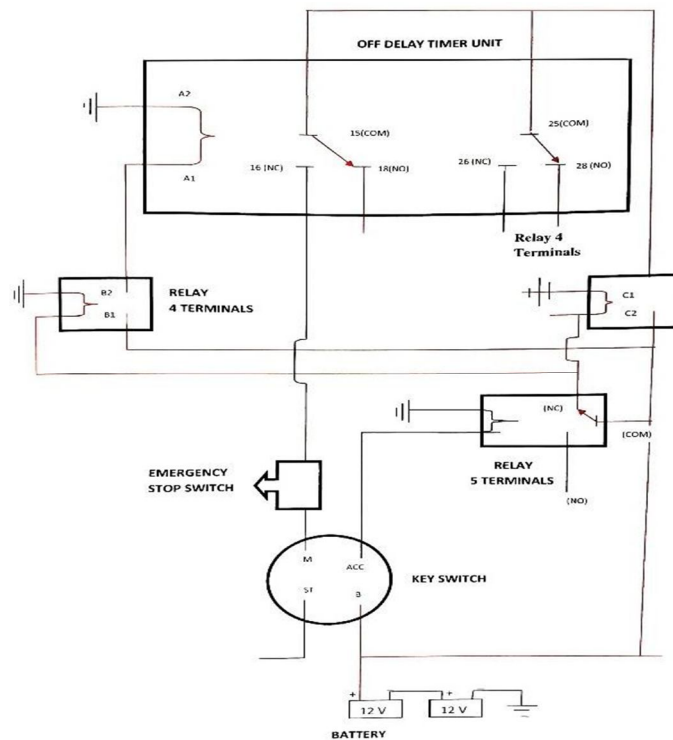 OFF DELAY TIMER UNIT
A2
15(COM)
25(COM)
16 (NC)
18(NO)
26 (NC)
28 (NO)
A1
Relay 4
Terminals
B2
B1
RELAY
4 TERMINALS
C1
C2
(NC)
(COM)
RELAY
5 TERMINALS
(NO)
EMERGENCY
STOP SWITCH
M
ACC
ST
B
KEY SWITCH
+
+
12 V
12 V
BATTERY